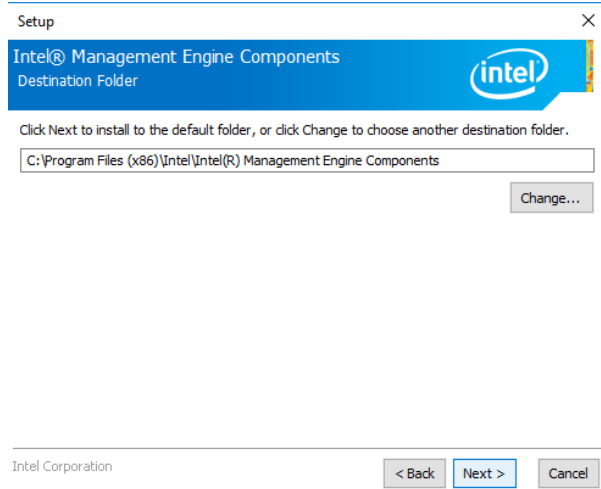 Setup
Intel® Management Engine Components
Destination Folder
intel
Click Next to install to the default folder, or click Change to choose another destination folder.
C:\Program Files (x86)\Intel\Intel(R) Management Engine Components
Change...
Intel Corporation
< Back Next > Cancel